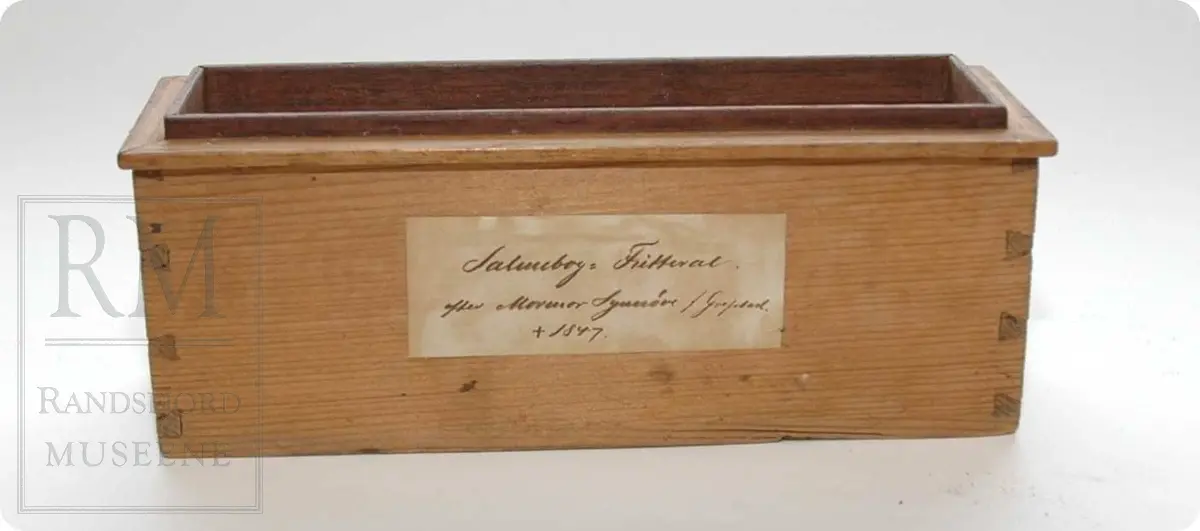 Salmebog: Futteral.
efter Mormor Synnöve
† 1847.
RM
RANDSFJORD
MUSEENE